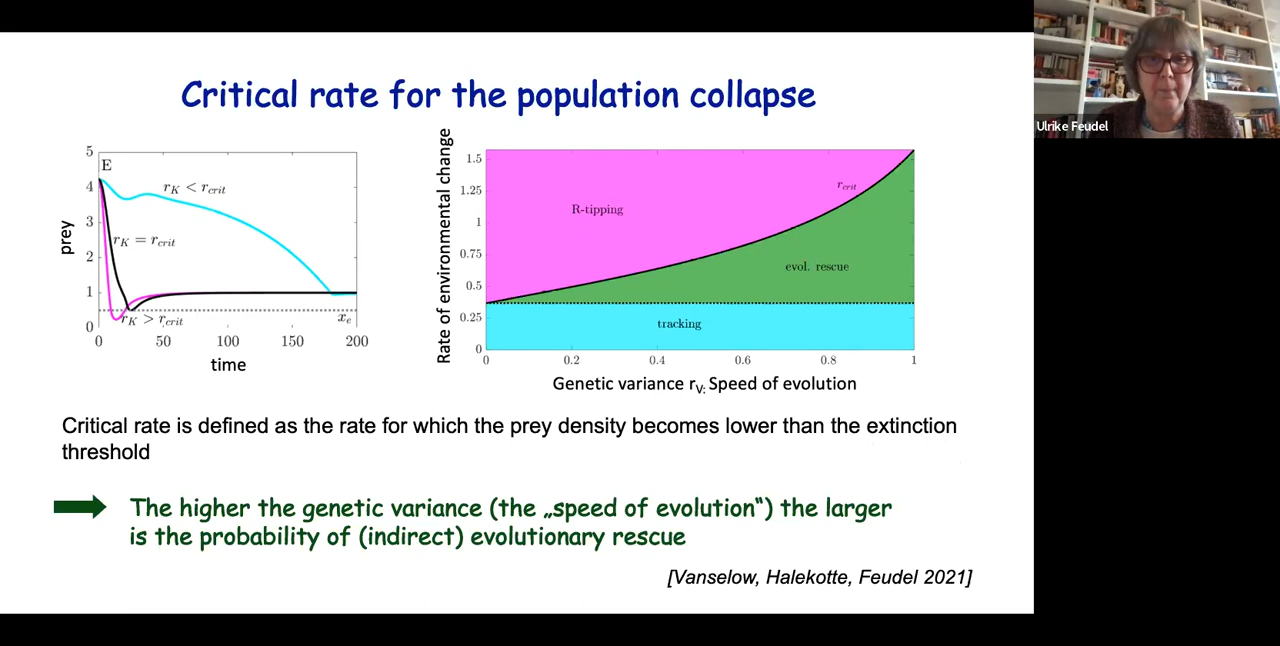 Critical rate for the population collapse
Ulrike Feudel
E
r_K < r_crit
r_K = r_crit
r_K > r_crit
x_e
prey
5
4
3
2
1
0
0 50 100 150 200
time
Rate of environmental change
1.5
1.25
1
0.75
0.5
0.25
0
R-tipping
r_crit
evol. rescue
tracking
0 0.2 0.4 0.6 0.8 1
Genetic variance r_V: Speed of evolution
Critical rate is defined as the rate for which the prey density becomes lower than the extinction
threshold
The higher the genetic variance (the „speed of evolution“) the larger
is the probability of (indirect) evolutionary rescue
[Vanselow, Halekotte, Feudel 2021]